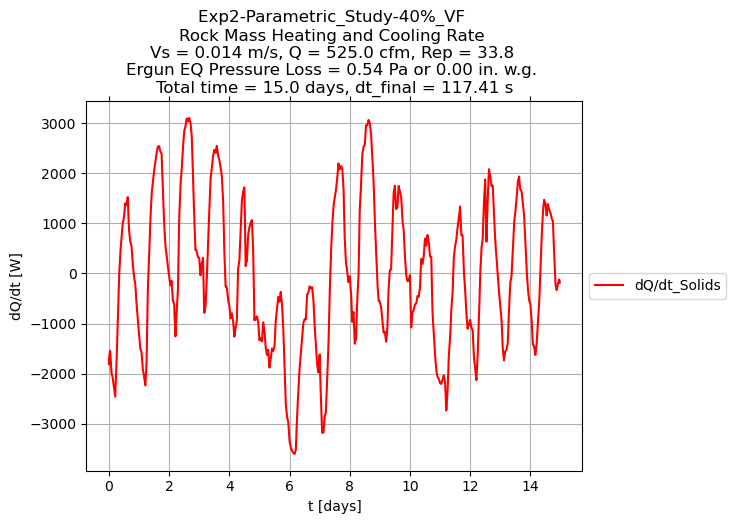 Exp2-Parametric_Study-40%_VF
Rock Mass Heating and Cooling Rate
Vs = 0.014 m/s, Q = 525.0 cfm, Rep = 33.8
Ergun EQ Pressure Loss = 0.54 Pa or 0.00 in. w.g.
Total time = 15.0 days, dt_final = 117.41 s
dQ/dt [W]
3000
2000
1000
0
−1000
−2000
−3000
0 2 4 6 8 10 12 14
t [days]
dQ/dt_Solids